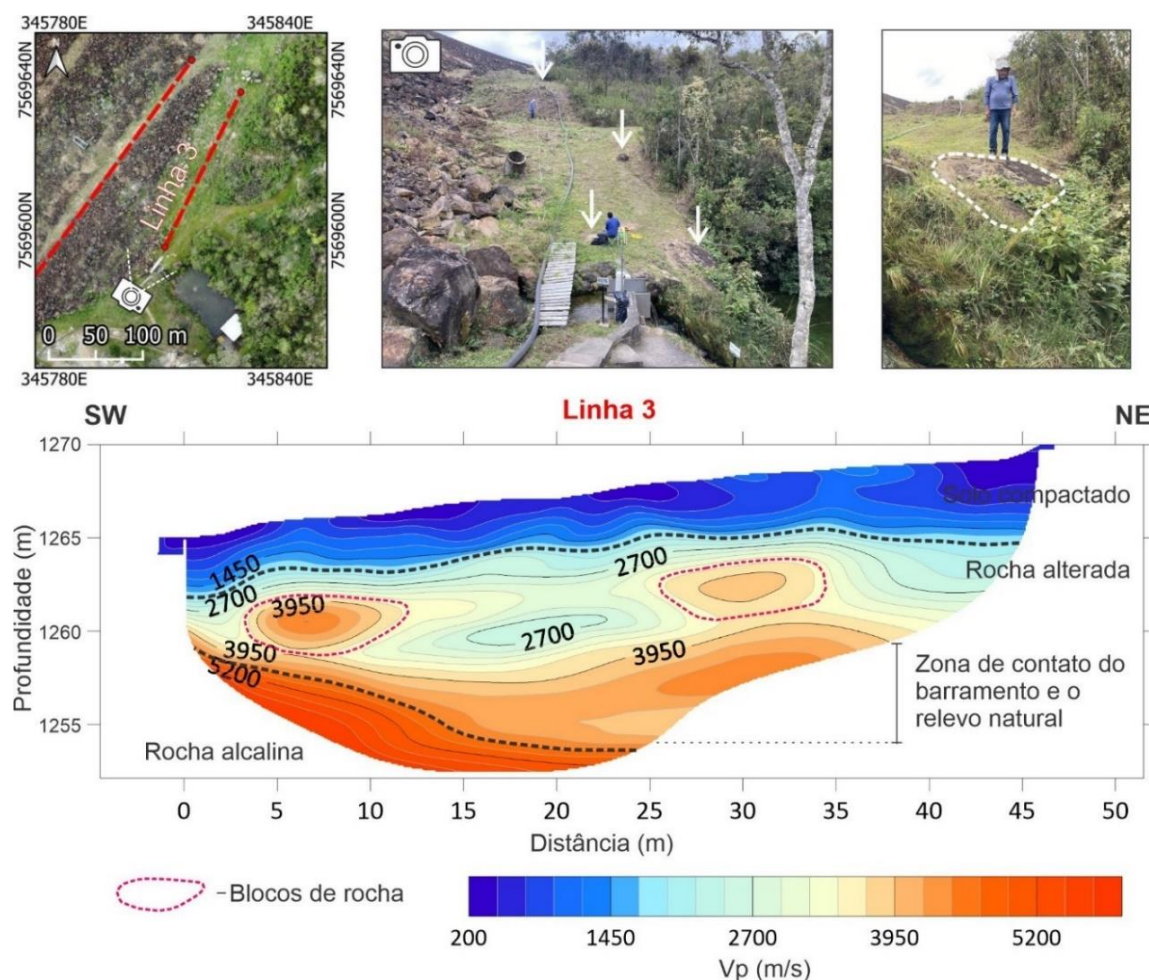 345780E
345840E
7569640N
7569600N
Linha 3
0 50 100 m
345780E
345840E
7569640N
7569600N
SW
Linha 3
NE
1270
1265
1260
1255
Profundidade (m)
Solo compactado
1450
2700
3950
3950
5200
2700
2700
3950
Rocha alterada
Zona de contato do
barramento e o
relevo natural
Rocha alcalina
0 5 10 15 20 25 30 35 40 45 50
Distância (m)
Blocos de rocha
200 1450 2700 3950 5200
Vp (m/s)